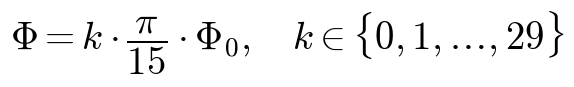 Φ = k · π/15 · Φ₀, k ∈ {0, 1, ..., 29}